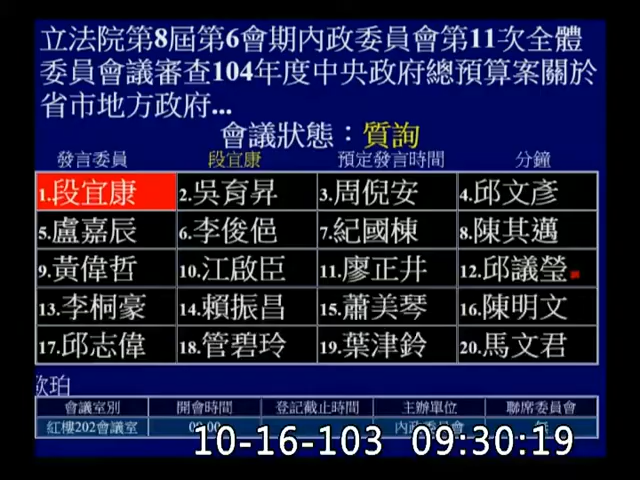 立法院第8屆第6會期內政委員會第11次全體
委員會議審查104年度中央政府總預算案關於
省市地方政府...
會議狀態：質詢
發言委員 段宜康 預定發言時間 分鐘
1.段宜康 2.吳育昇 3.周倪安 4.邱文彥
5.盧嘉辰 6.李俊俋 7.紀國棟 8.陳其邁
9.黃偉哲 10.江啟臣 11.廖正井 12.邱議瑩
13.李桐豪 14.賴振昌 15.蕭美琴 16.陳明文
17.邱志偉 18.管碧玲 19.葉津鈴 20.馬文君
歐珀
會議室別 開會時間 登記截止時間 主辦單位 聯席委員會
紅樓202會議室 09:00 內政委員會 無
10-16-103 09:30:19